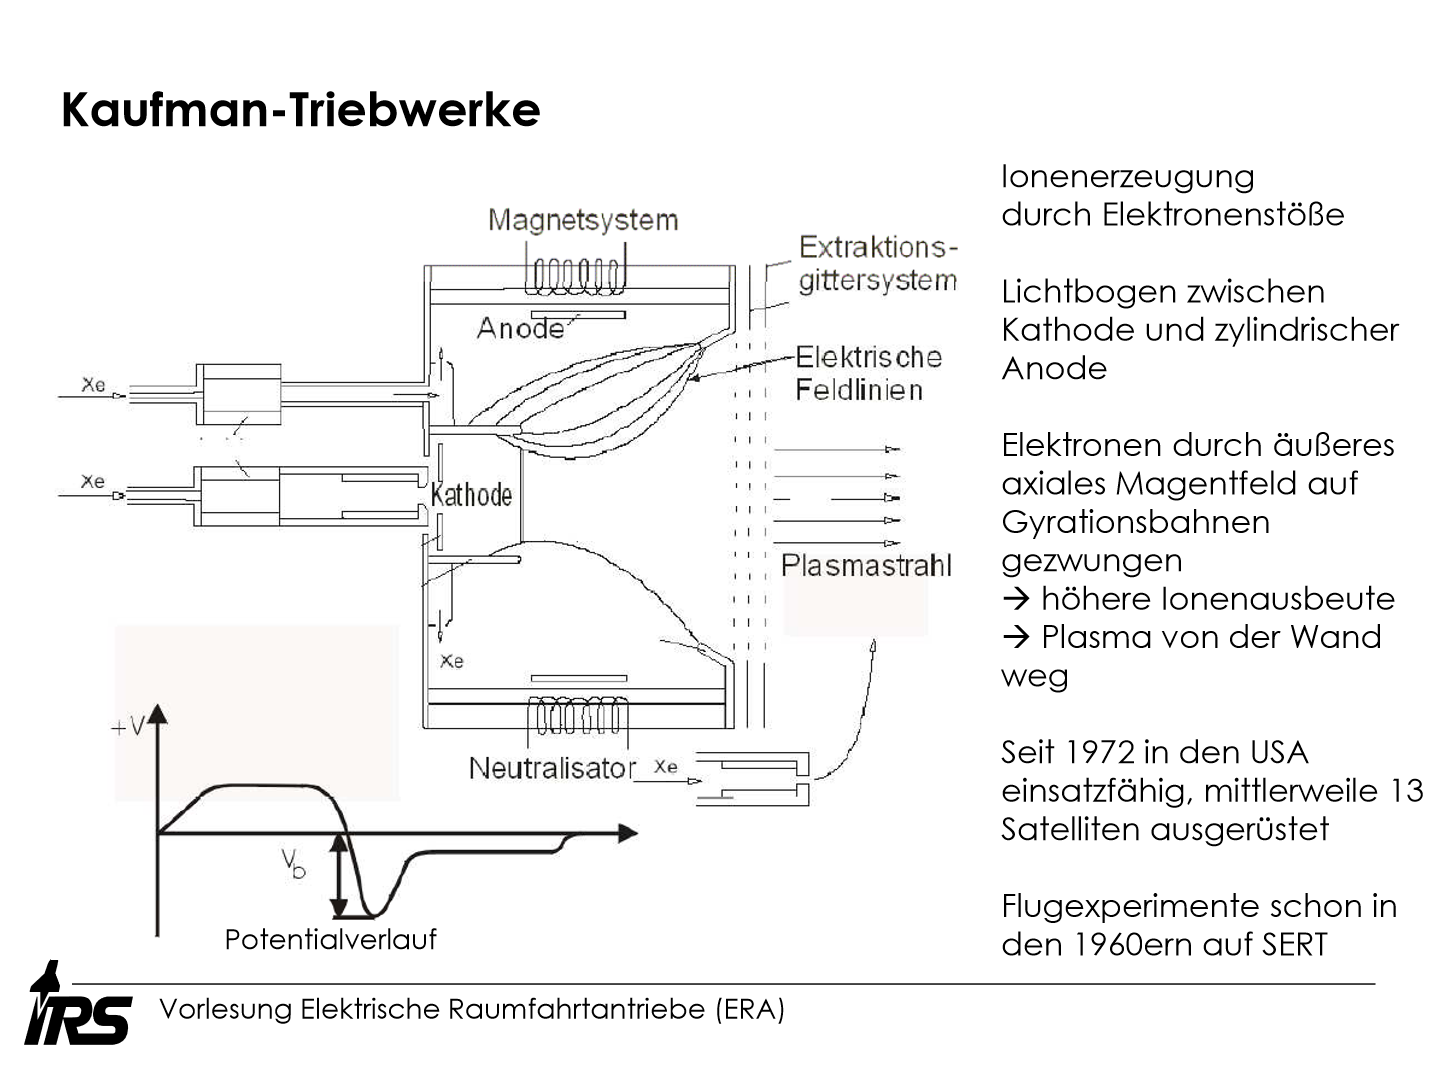 Kaufman-Triebwerke
Magnetsystem
Extraktions-
gittersystem
Anode
Elektrische
Feldlinien
Xe
Xe
Kathode
Plasmastrahl
Xe
Neutralisator
Xe
+V
V_b
Potentialverlauf
Ionenerzeugung
durch Elektronenstöße
Lichtbogen zwischen
Kathode und zylindrischer
Anode
Elektronen durch äußeres
axiales Magentfeld auf
Gyrationsbahnen
gezwungen
→ höhere Ionenausbeute
→ Plasma von der Wand
weg
Seit 1972 in den USA
einsatzfähig, mittlerweile 13
Satelliten ausgerüstet
Flugexperimente schon in
den 1960ern auf SERT
IRS
Vorlesung Elektrische Raumfahrtantriebe (ERA)